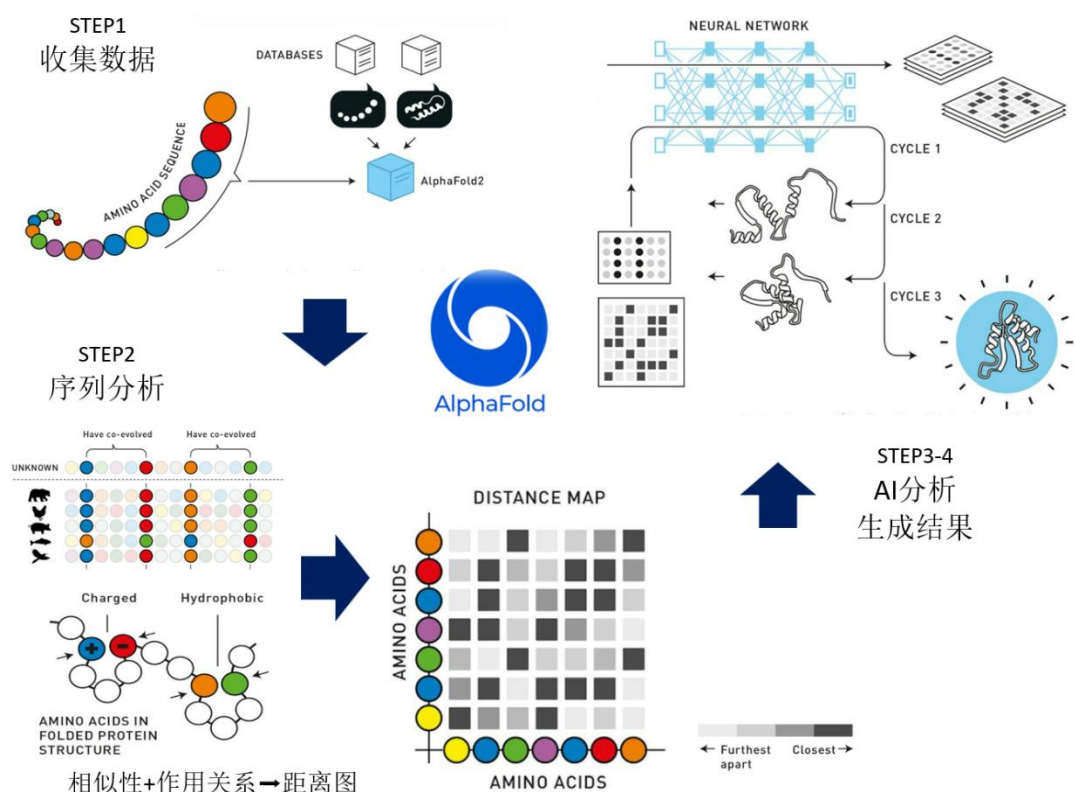 STEP1
收集数据
DATABASES
AMINO ACID SEQUENCE
AlphaFold2
NEURAL NETWORK
CYCLE 1
CYCLE 2
CYCLE 3
AlphaFold
STEP2
序列分析
Have co-evolved
Have co-evolved
UNKNOWN
Charged
Hydrophobic
+
−
AMINO ACIDS IN
FOLDED PROTEIN
STRUCTURE
相似性+作用关系➡距离图
DISTANCE MAP
AMINO ACIDS
AMINO ACIDS
← Furthest
apart
Closest →
STEP3-4
AI分析
生成结果